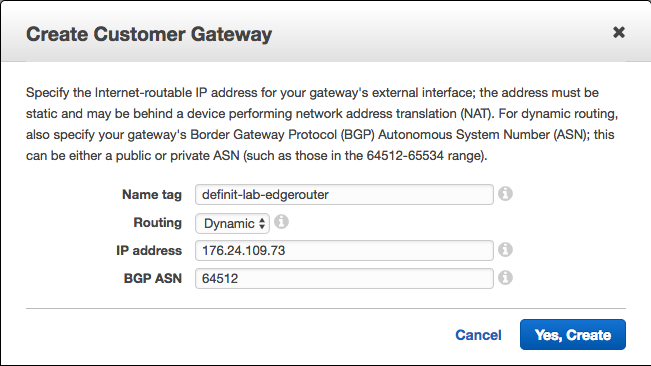 Create Customer Gateway
Specify the Internet-routable IP address for your gateway's external interface; the address must be
static and may be behind a device performing network address translation (NAT). For dynamic routing,
also specify your gateway's Border Gateway Protocol (BGP) Autonomous System Number (ASN); this
can be either a public or private ASN (such as those in the 64512-65534 range).
Name tag definit-lab-edgerouter
Routing Dynamic
IP address 176.24.109.73
BGP ASN 64512
Cancel Yes, Create